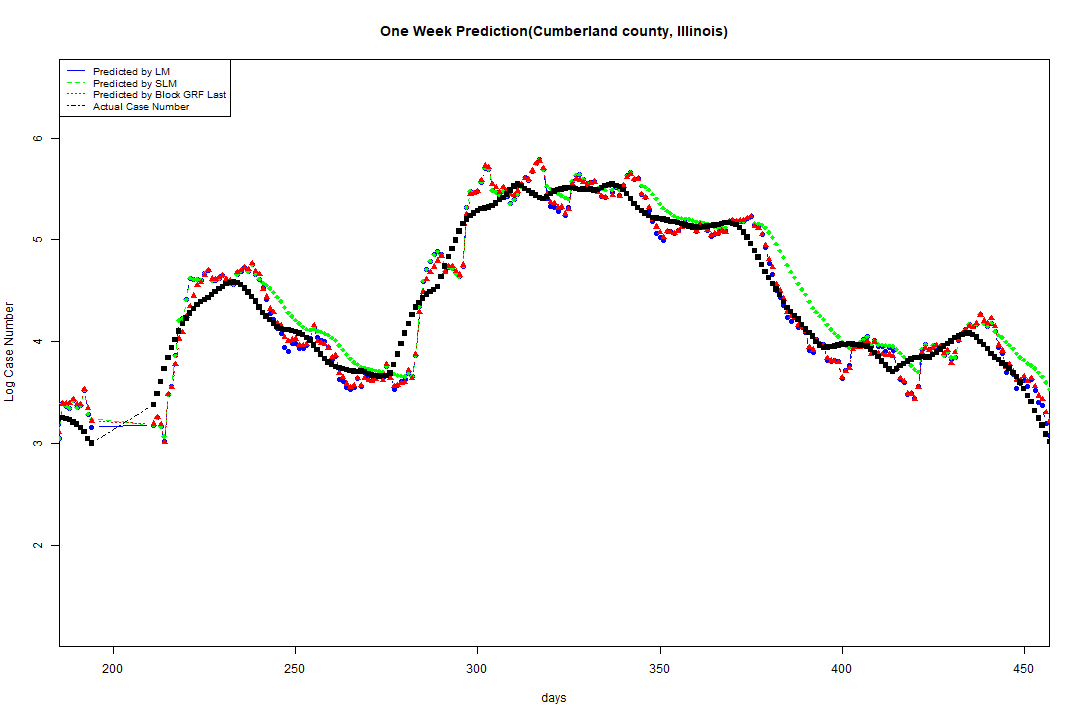 One Week Prediction(Cumberland county, Illinois)
Predicted by LM
Predicted by SLM
Predicted by Block GRF Last
Actual Case Number
6
5
4
3
2
Log Case Number
200 250 300 350 400 450
days